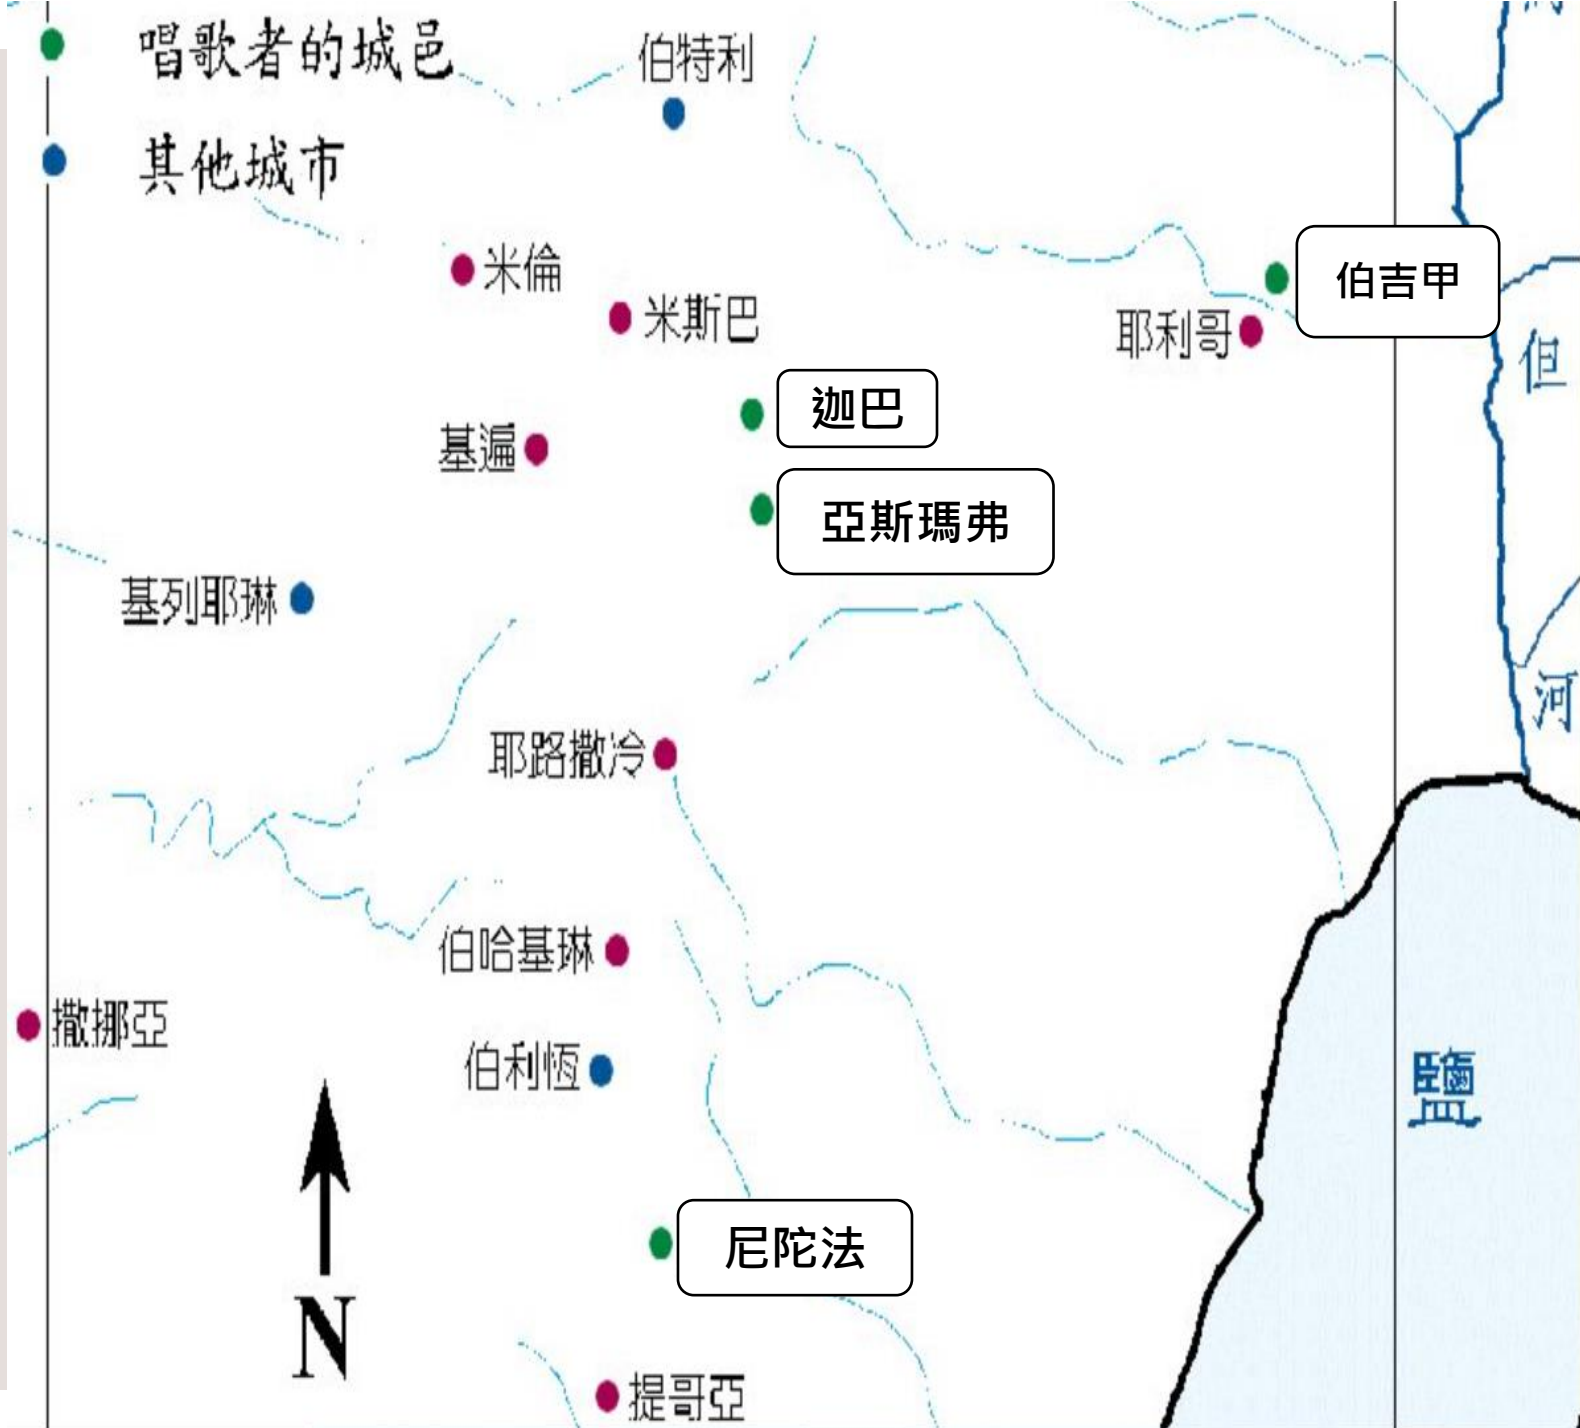 唱歌者的城邑
伯特利
其他城市
米倫
伯吉甲
米斯巴
耶利哥
但
迦巴
基遍
亞斯瑪弗
基列耶琳
河
耶路撒冷
伯哈基琳
撒挪亞
伯利恆
鹽
尼陀法
N
提哥亞